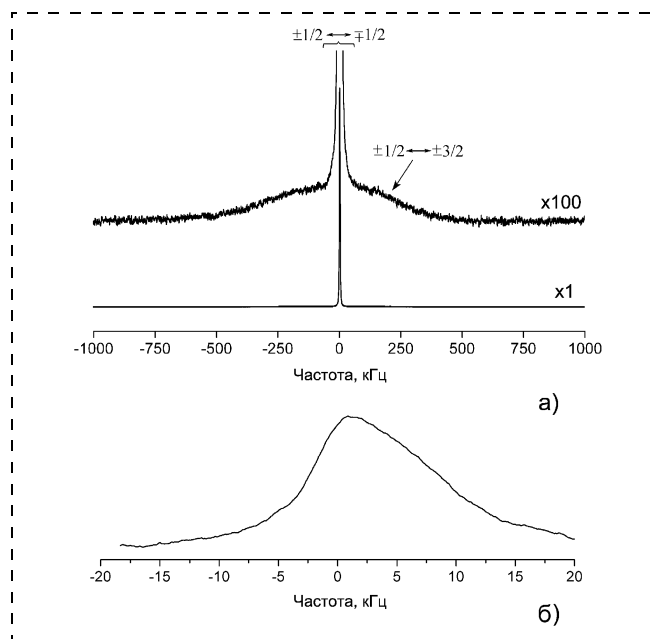 ±1/2 ⟷ ∓1/2
±1/2 ⟷ ±3/2
x100
x1
-1000 -750 -500 -250 0 250 500 750 1000
Частота, кГц
а)
-20 -15 -10 -5 0 5 10 15 20
Частота, кГц
б)